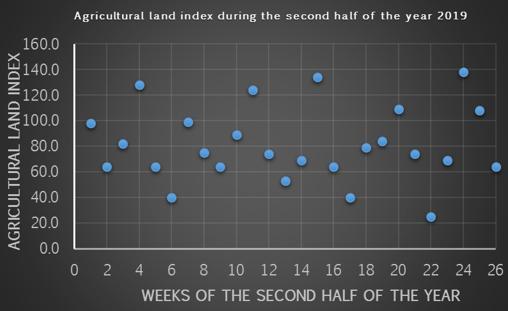 Agricultural land index during the second half of the year 2019
160.0
140.0
120.0
100.0
80.0
60.0
40.0
20.0
0.0
AGRICULTURAL LAND INDEX
0 2 4 6 8 10 12 14 16 18 20 22 24 26
WEEKS OF THE SECOND HALF OF THE YEAR